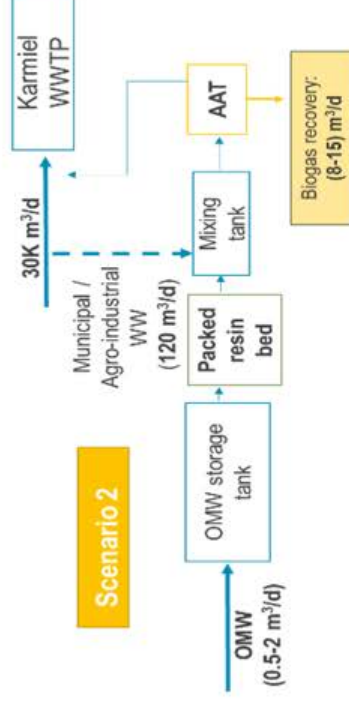 Scenario 2
OMW
(0.5-2 m³/d)
OMW storage
tank
Packed
resin
bed
Municipal /
Agro-industrial
WW
(120 m³/d)
30K m³/d
Karmiel
WWTP
Mixing
tank
AAT
Biogas recovery:
(8-15) m³/d